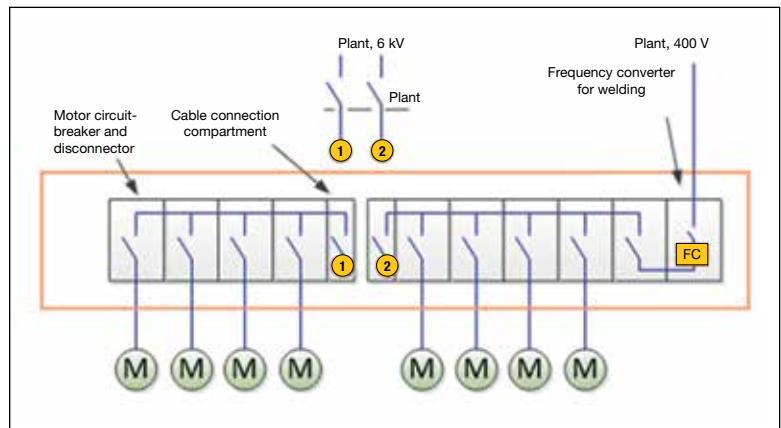 Plant, 6 kV
Plant, 400 V
Frequency converter
for welding
Plant
Motor circuit-
breaker and
disconnector
Cable connection
compartment
1
2
1
2
FC
M
M
M
M
M
M
M
M